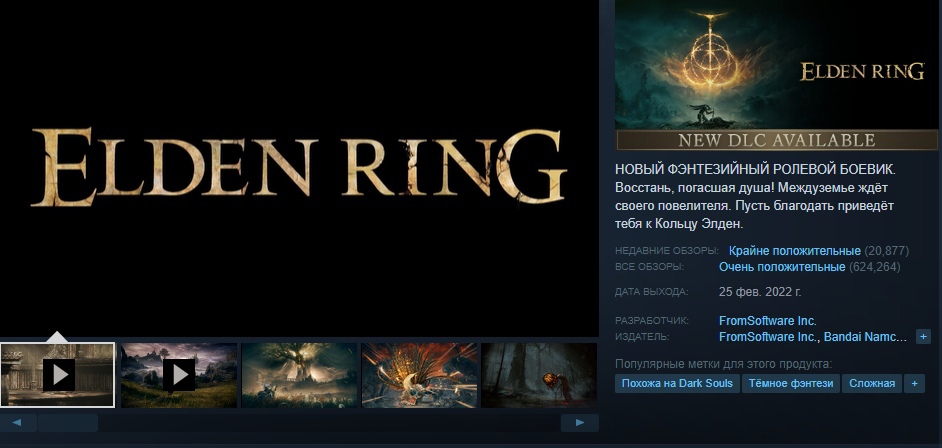 ELDEN RING
ELDEN RING
NEW DLC AVAILABLE
НОВЫЙ ФЭНТЕЗИЙНЫЙ РОЛЕВОЙ БОЕВИК.
Восстань, погасшая душа! Междуземье ждёт
своего повелителя. Пусть благодать приведёт
тебя к Кольцу Элден.
НЕДАВНИЕ ОБЗОРЫ: Крайне положительные (20,877)
ВСЕ ОБЗОРЫ: Очень положительные (624,264)
ДАТА ВЫХОДА: 25 фев. 2022 г.
РАЗРАБОТЧИК: FromSoftware Inc.
ИЗДАТЕЛЬ: FromSoftware Inc., Bandai Namc... +
Популярные метки для этого продукта:
Похожа на Dark Souls Тёмное фэнтези Сложная +